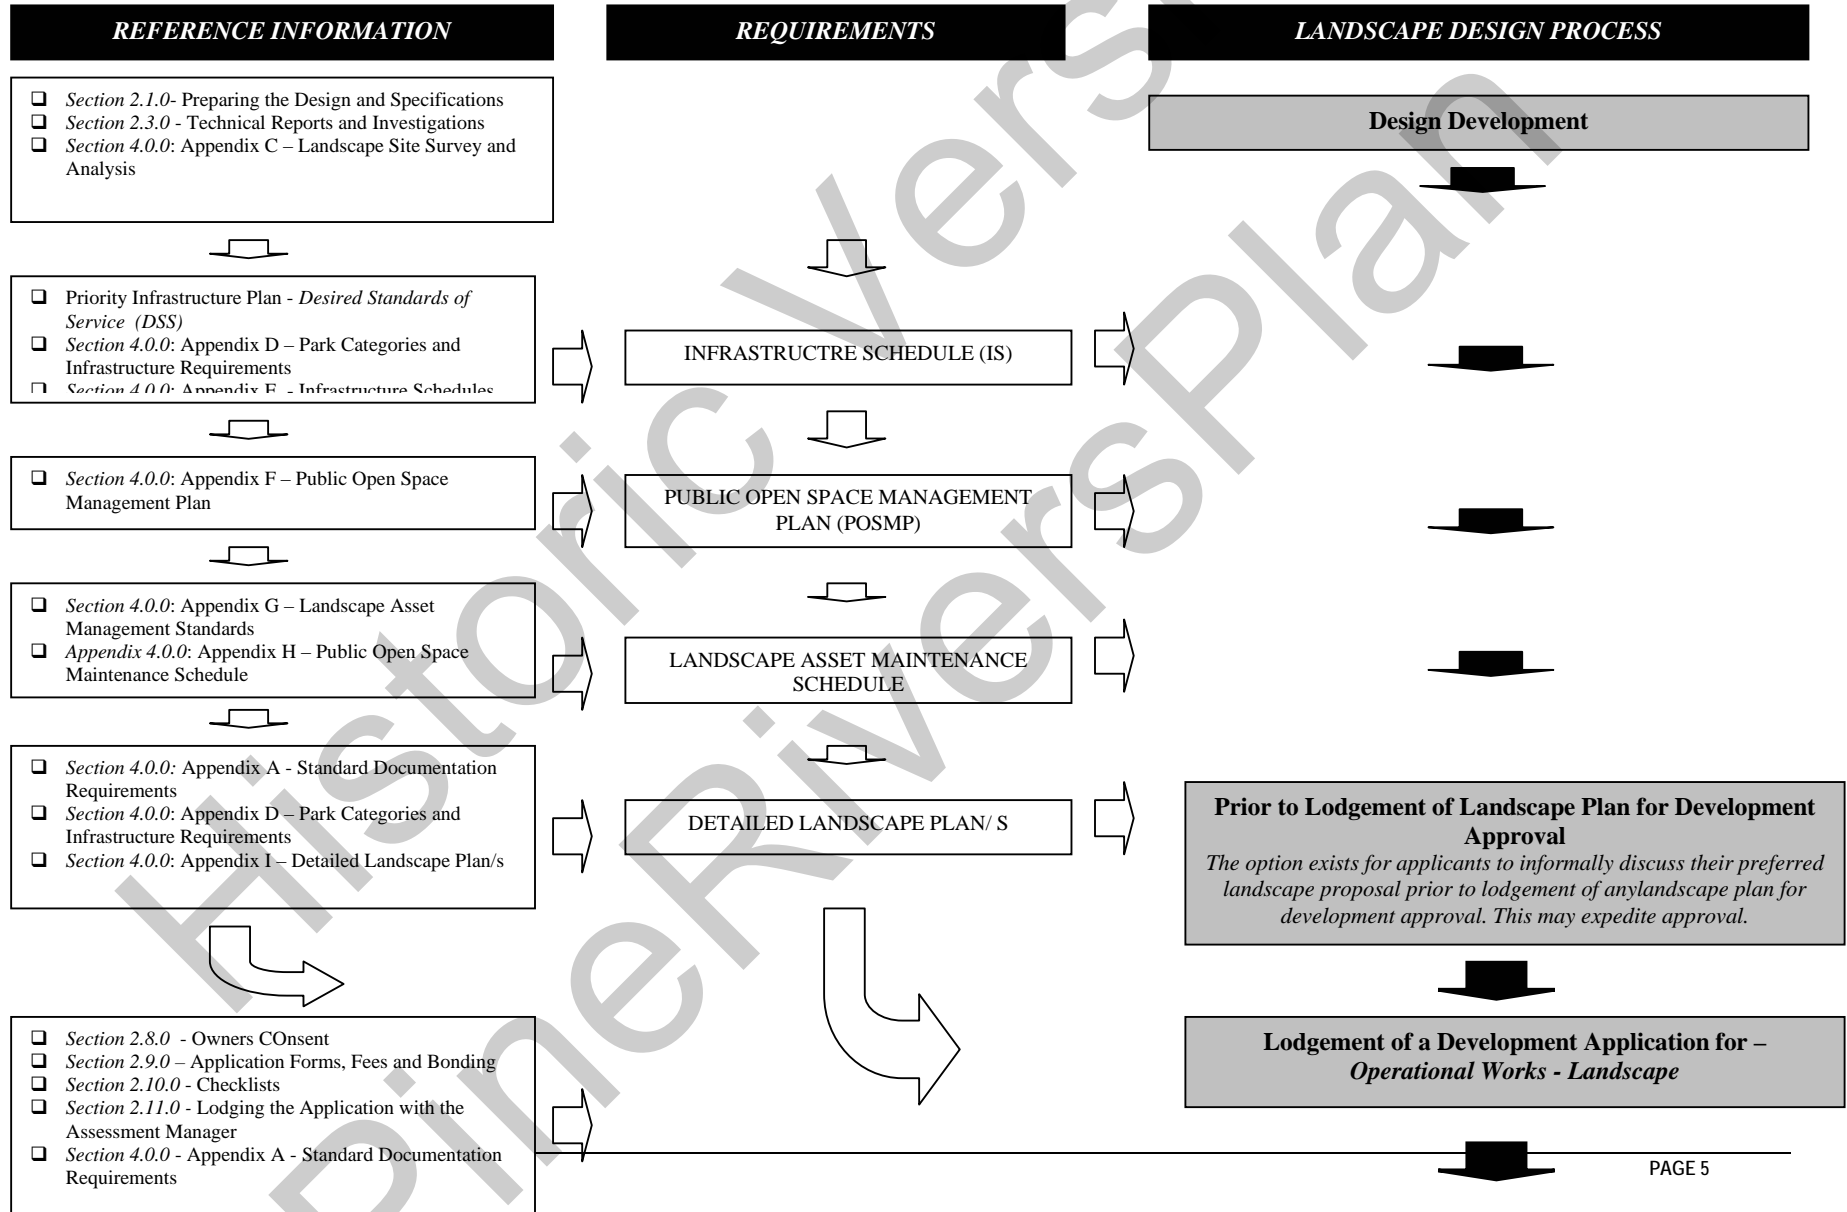 REFERENCE INFORMATION
REQUIREMENTS
LANDSCAPE DESIGN PROCESS
❑ Section 2.1.0- Preparing the Design and Specifications
❑ Section 2.3.0 - Technical Reports and Investigations
❑ Section 4.0.0: Appendix C – Landscape Site Survey and
Analysis
Design Development
❑ Priority Infrastructure Plan - Desired Standards of
Service (DSS)
❑ Section 4.0.0: Appendix D – Park Categories and
Infrastructure Requirements
❑ Section 4.0.0: Appendix E - Infrastructure Schedules
INFRASTRUCTRE SCHEDULE (IS)
❑ Section 4.0.0: Appendix F – Public Open Space
Management Plan
PUBLIC OPEN SPACE MANAGEMENT
PLAN (POSMP)
❑ Section 4.0.0: Appendix G – Landscape Asset
Management Standards
❑ Appendix 4.0.0: Appendix H – Public Open Space
Maintenance Schedule
LANDSCAPE ASSET MAINTENANCE
SCHEDULE
❑ Section 4.0.0: Appendix A - Standard Documentation
Requirements
❑ Section 4.0.0: Appendix D – Park Categories and
Infrastructure Requirements
❑ Section 4.0.0: Appendix I – Detailed Landscape Plan/s
DETAILED LANDSCAPE PLAN/ S
Prior to Lodgement of Landscape Plan for Development
Approval
The option exists for applicants to informally discuss their preferred
landscape proposal prior to lodgement of anylandscape plan for
development approval. This may expedite approval.
❑ Section 2.8.0 - Owners COnsent
❑ Section 2.9.0 – Application Forms, Fees and Bonding
❑ Section 2.10.0 - Checklists
❑ Section 2.11.0 - Lodging the Application with the
Assessment Manager
❑ Section 4.0.0 - Appendix A - Standard Documentation
Requirements
Lodgement of a Development Application for –
Operational Works - Landscape
PAGE 5
Historic Vers
PineRiversPlan